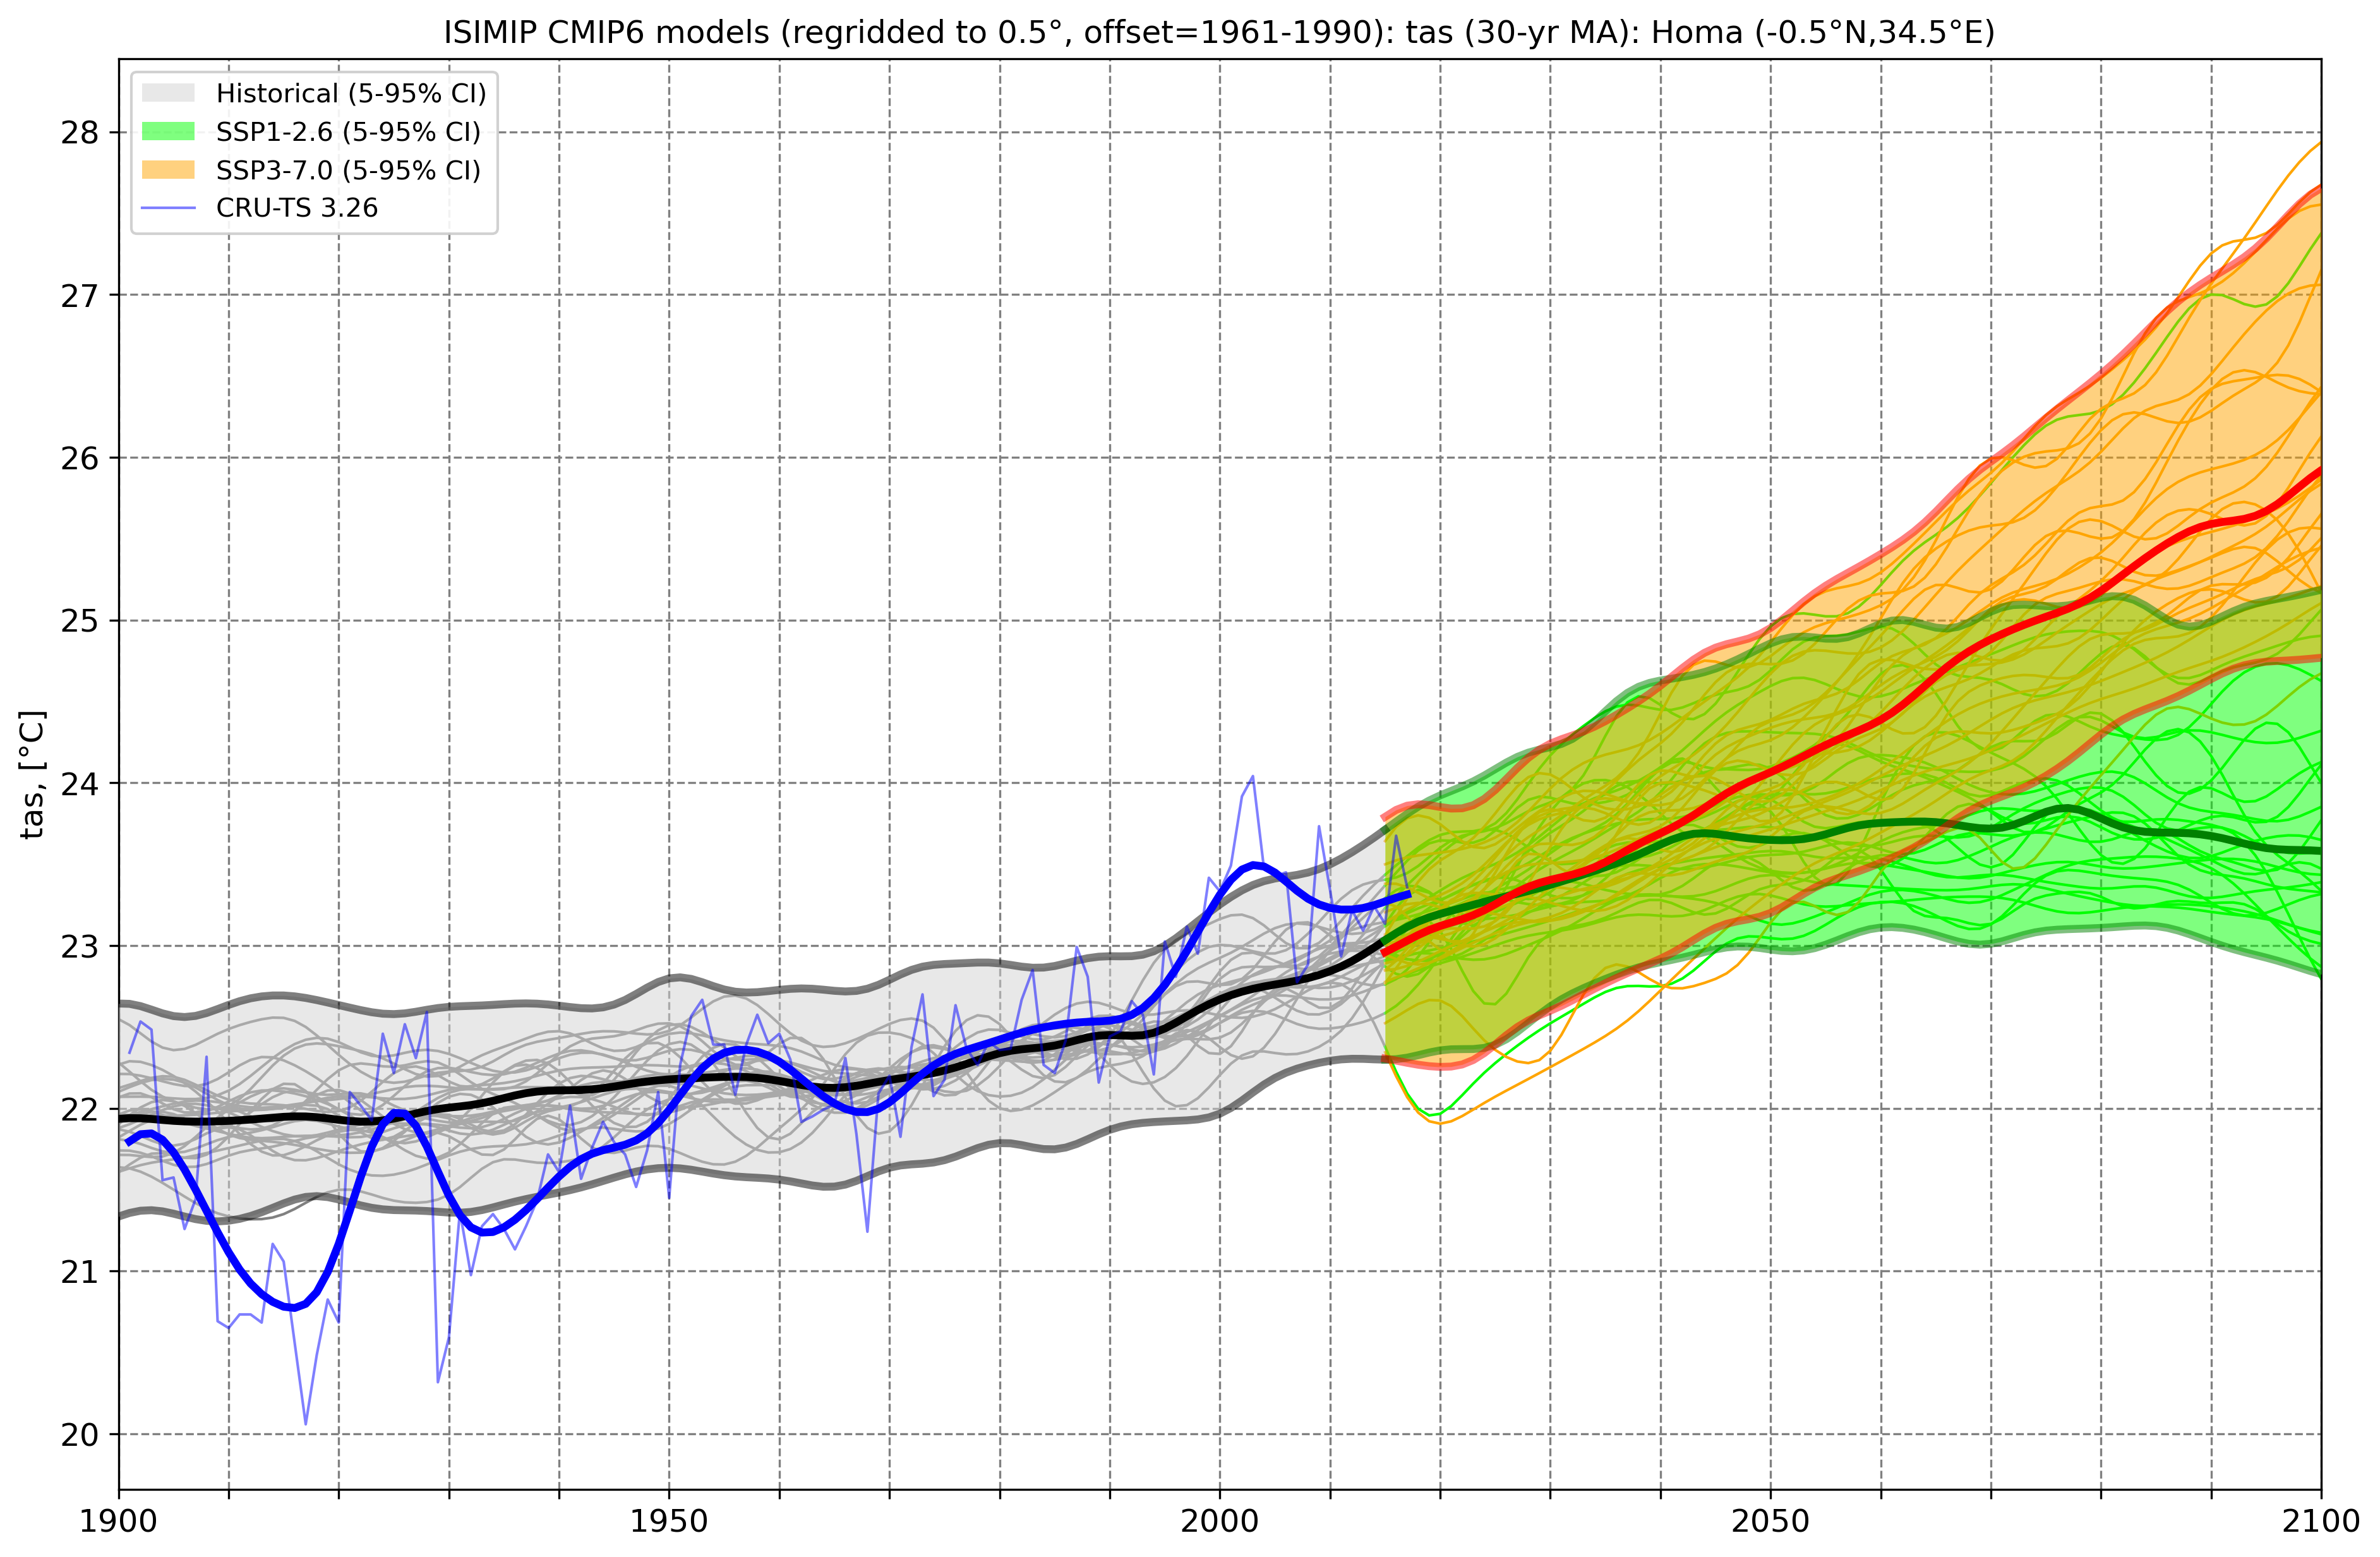 ISIMIP CMIP6 models (regridded to 0.5°, offset=1961-1990): tas (30-yr MA): Homa (-0.5°N,34.5°E)
Historical (5-95% CI)
SSP1-2.6 (5-95% CI)
SSP3-7.0 (5-95% CI)
CRU-TS 3.26
28
27
26
25
24
23
22
21
20
tas, [°C]
1900 1950 2000 2050 2100